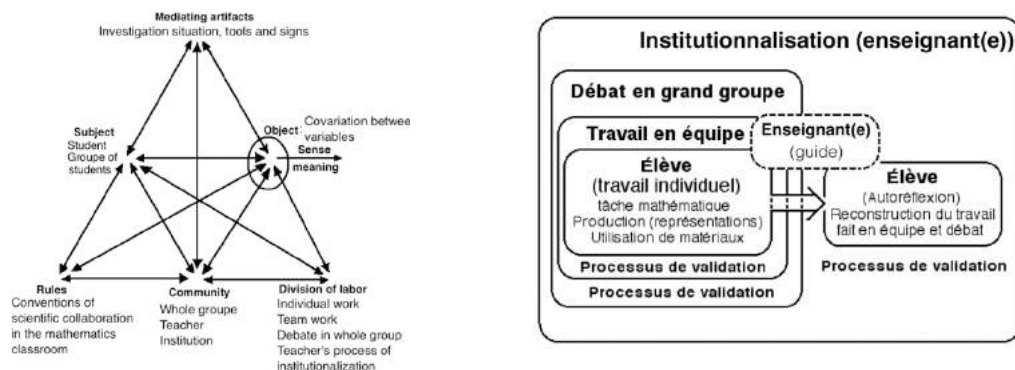 Mediating artifacts
Investigation situation, tools and signs
Subject
Student
Groupe of
students
Object:
Covariation betwee
variables
Sense
meaning
Rules
Conventions of
scientific collaboration
in the mathematics
classroom
Community
Whole groupe
Teacher
Institution
Division of labor
Individual work
Team work
Debate in whole group
Teacher's process of
institutionalization
Institutionnalisation (enseignant(e))
Débat en grand groupe
Travail en équipe
Enseignant(e)
(guide)
Élève
(travail individuel)
tâche mathématique
Production (représentations)
Utilisation de matériaux
Processus de validation
Processus de validation
Élève
(Autoréflexion)
Reconstruction du travail
fait en équipe et débat
Processus de validation